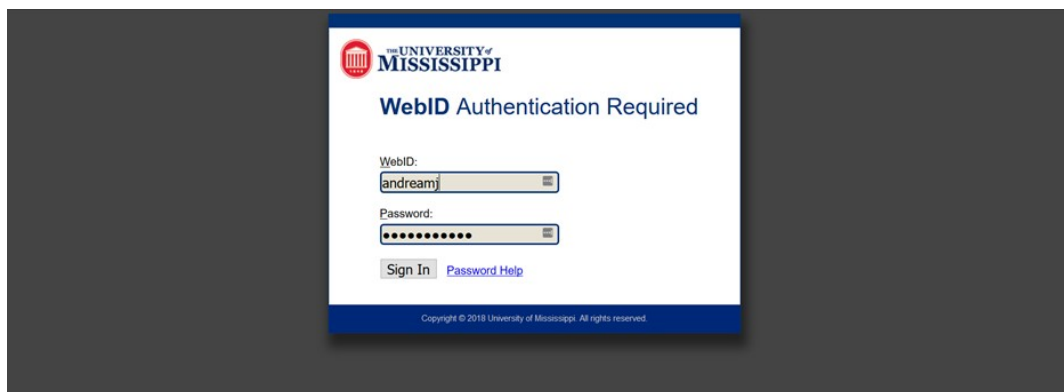 THE UNIVERSITY of
MISSISSIPPI
WebID Authentication Required
WebID:
andreamj
Password:
●●●●●●●●●●●
Sign In Password Help
Copyright © 2018 University of Mississippi. All rights reserved.